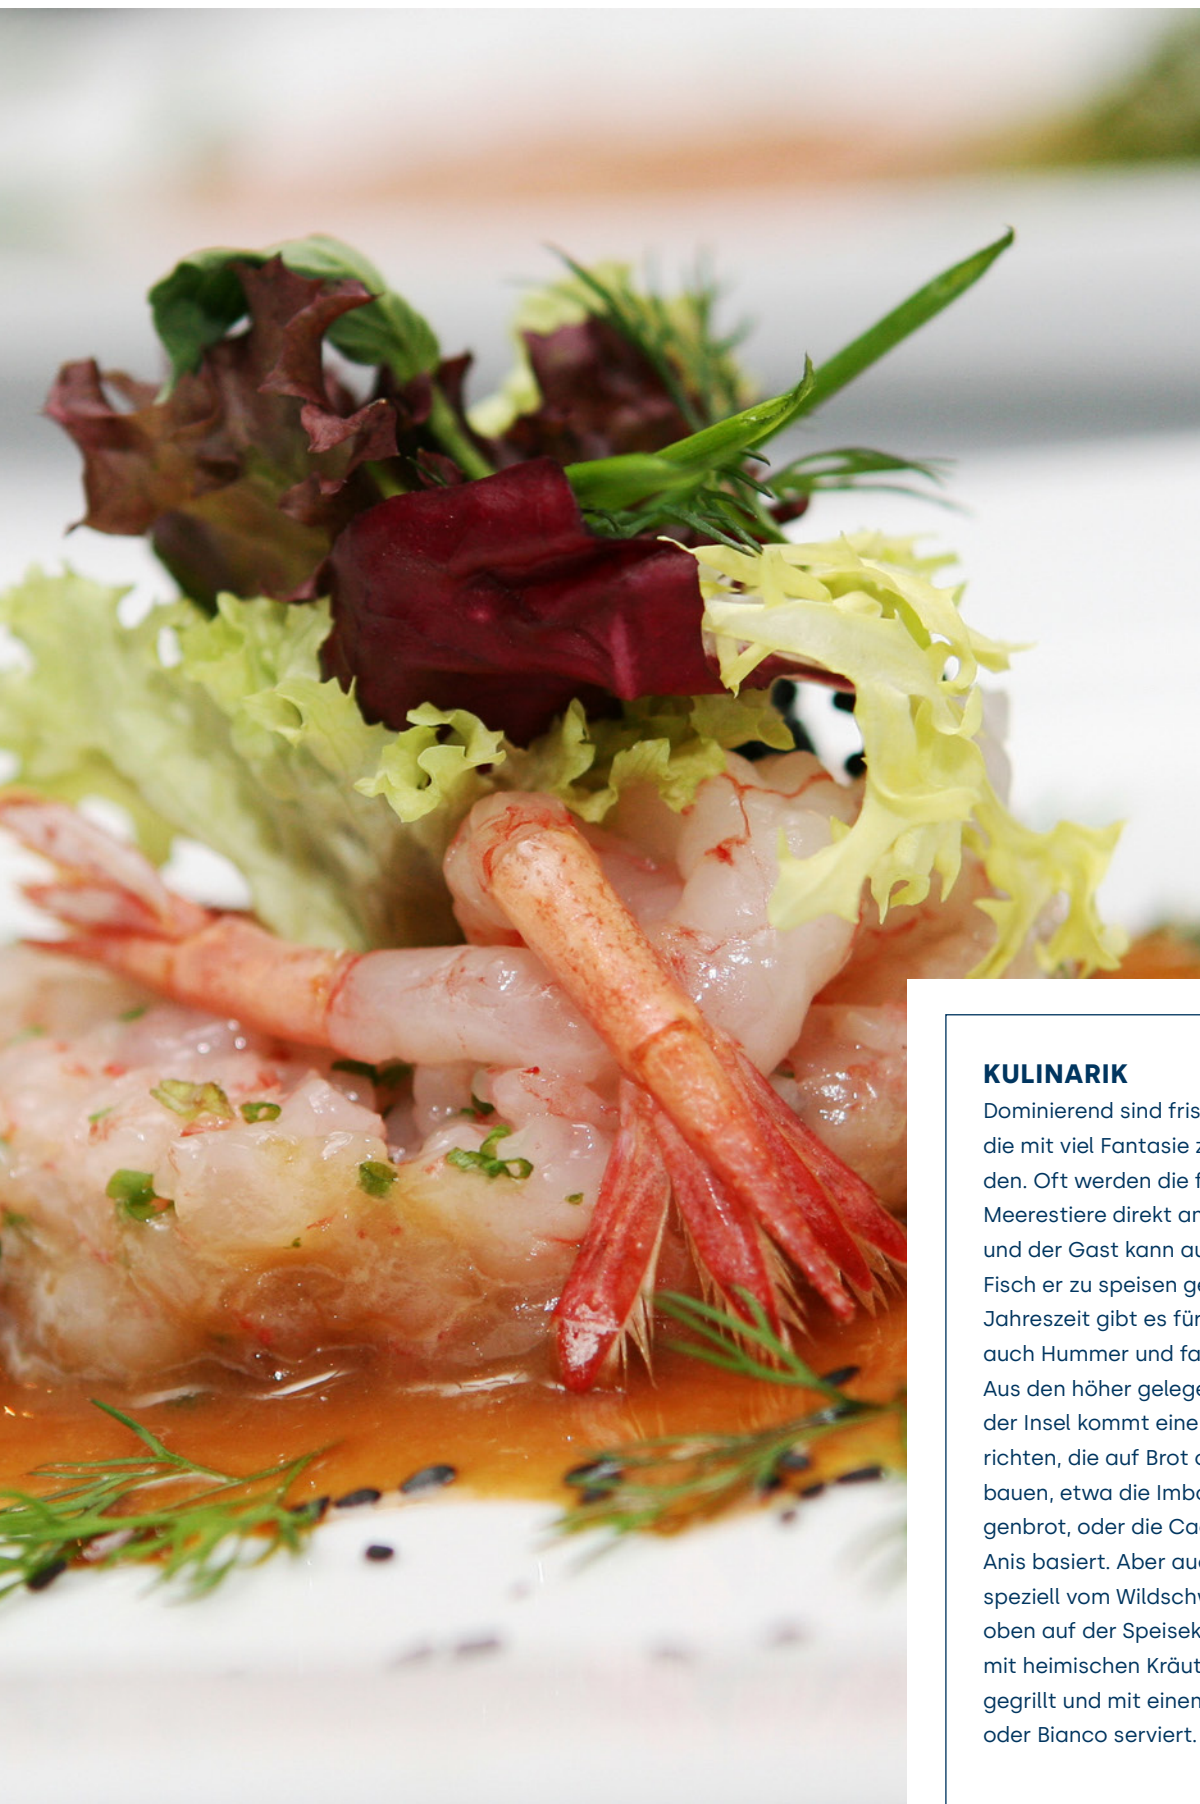 KULINARIK
Dominierend sind fris
die mit viel Fantasie z
den. Oft werden die f
Meerestiere direkt an
und der Gast kann au
Fisch er zu speisen ge
Jahreszeit gibt es für
auch Hummer und fa
Aus den höher gelege
der Insel kommt eine
richten, die auf Brot
bauen, etwa die Imb
genbrot, oder die Ca
Anis basiert. Aber au
speziell vom Wildschw
oben auf der Speisek
mit heimischen Kräut
gegrillt und mit einem
oder Bianco serviert.